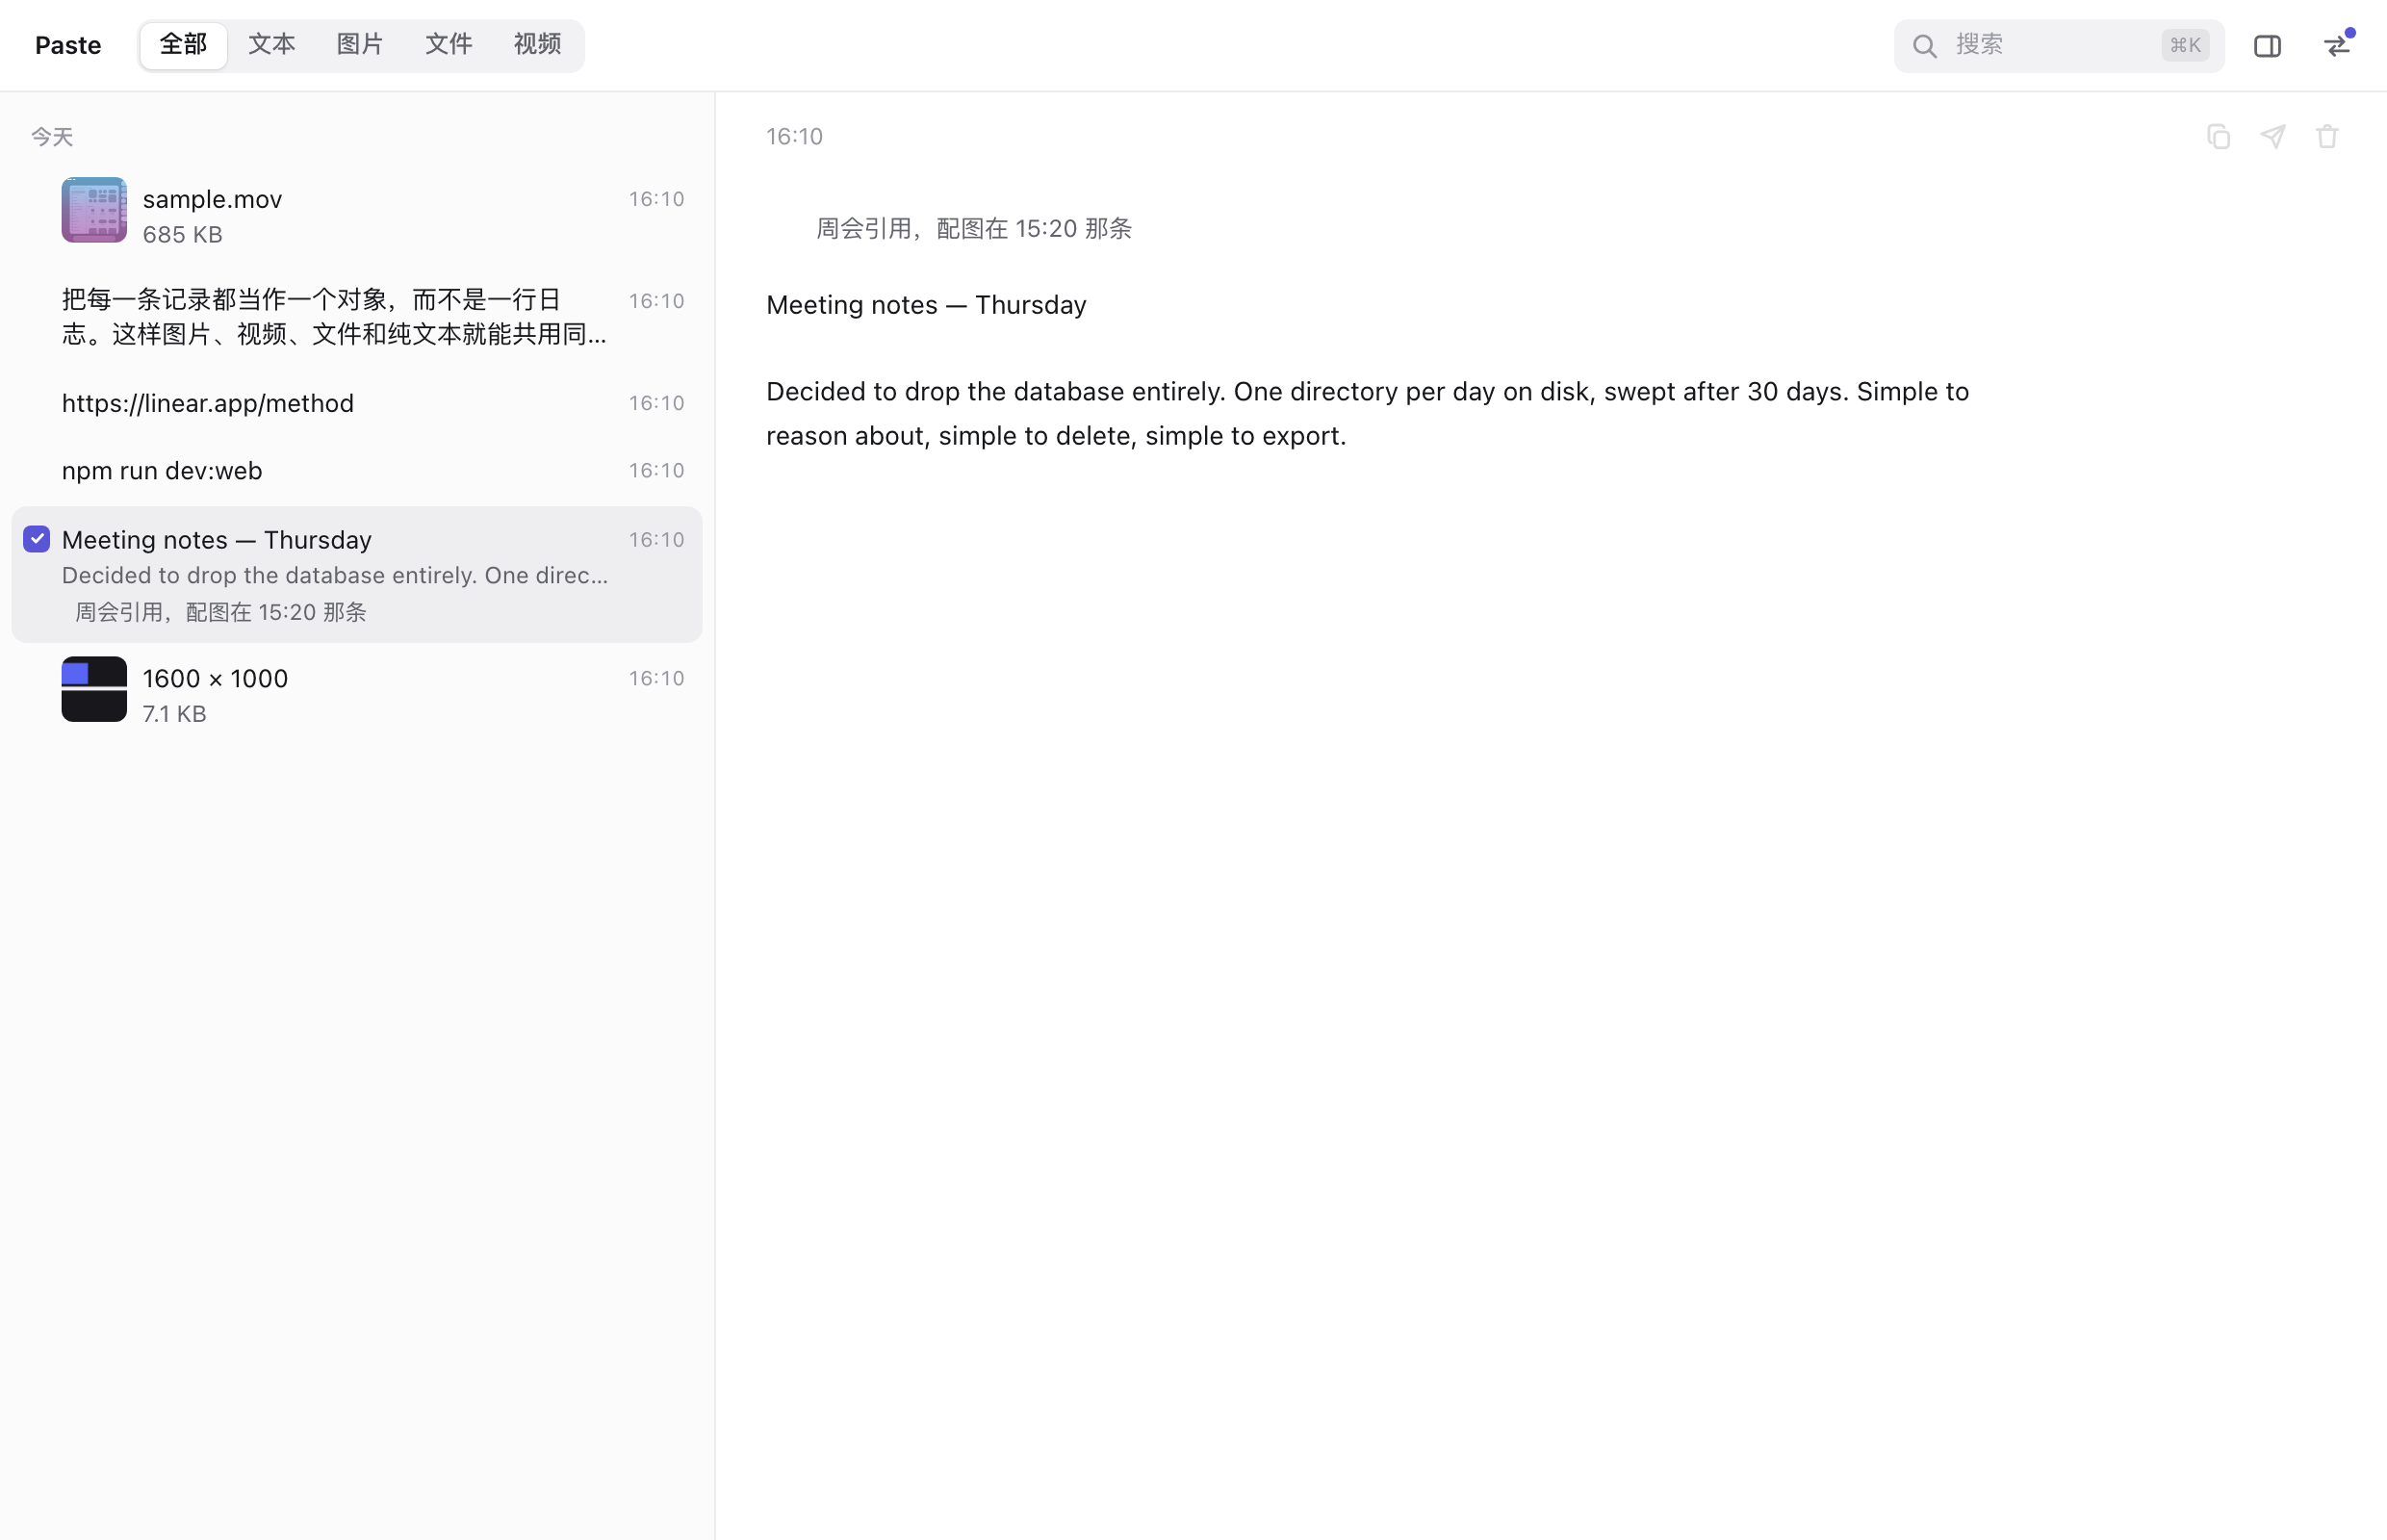 Paste
全部
文本
图片
文件
视频
搜索
⌘K
今天
sample.mov
16:10
685 KB
把每一条记录都当作一个对象，而不是一行日
16:10
志。这样图片、视频、文件和纯文本就能共用同...
https://linear.app/method
16:10
npm run dev:web
16:10
Meeting notes — Thursday
16:10
Decided to drop the database entirely. One direc...
周会引用，配图在 15:20 那条
1600 × 1000
16:10
7.1 KB
16:10
周会引用，配图在 15:20 那条
Meeting notes — Thursday
Decided to drop the database entirely. One directory per day on disk, swept after 30 days. Simple to
reason about, simple to delete, simple to export.